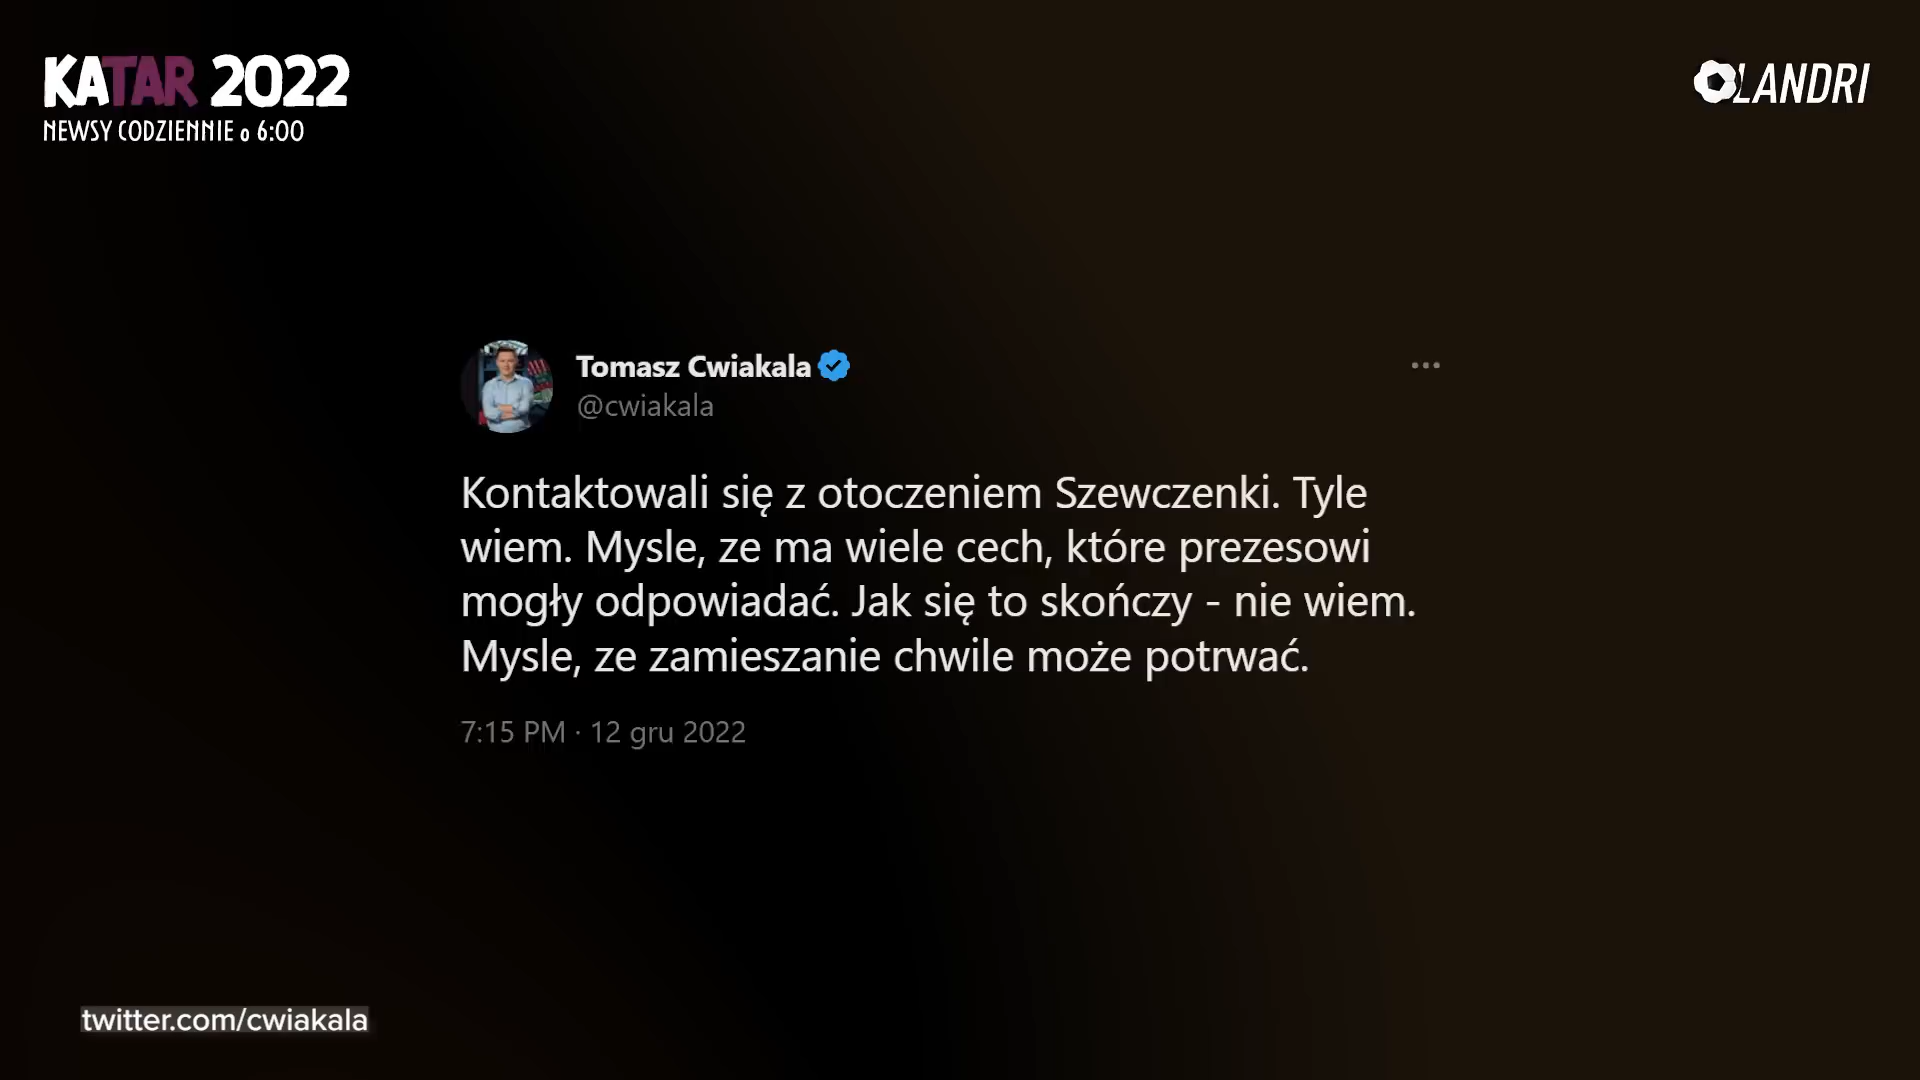 KATAR 2022
NEWSY CODZIENNIE o 6:00
OLANDRI
Tomasz Cwiakala
@cwiakala
Kontaktowali się z otoczeniem Szewczenki. Tyle
wiem. Mysle, ze ma wiele cech, które prezesowi
mogły odpowiadać. Jak się to skończy - nie wiem.
Mysle, ze zamieszanie chwile może potrwać.
7:15 PM · 12 gru 2022
twitter.com/cwiakala